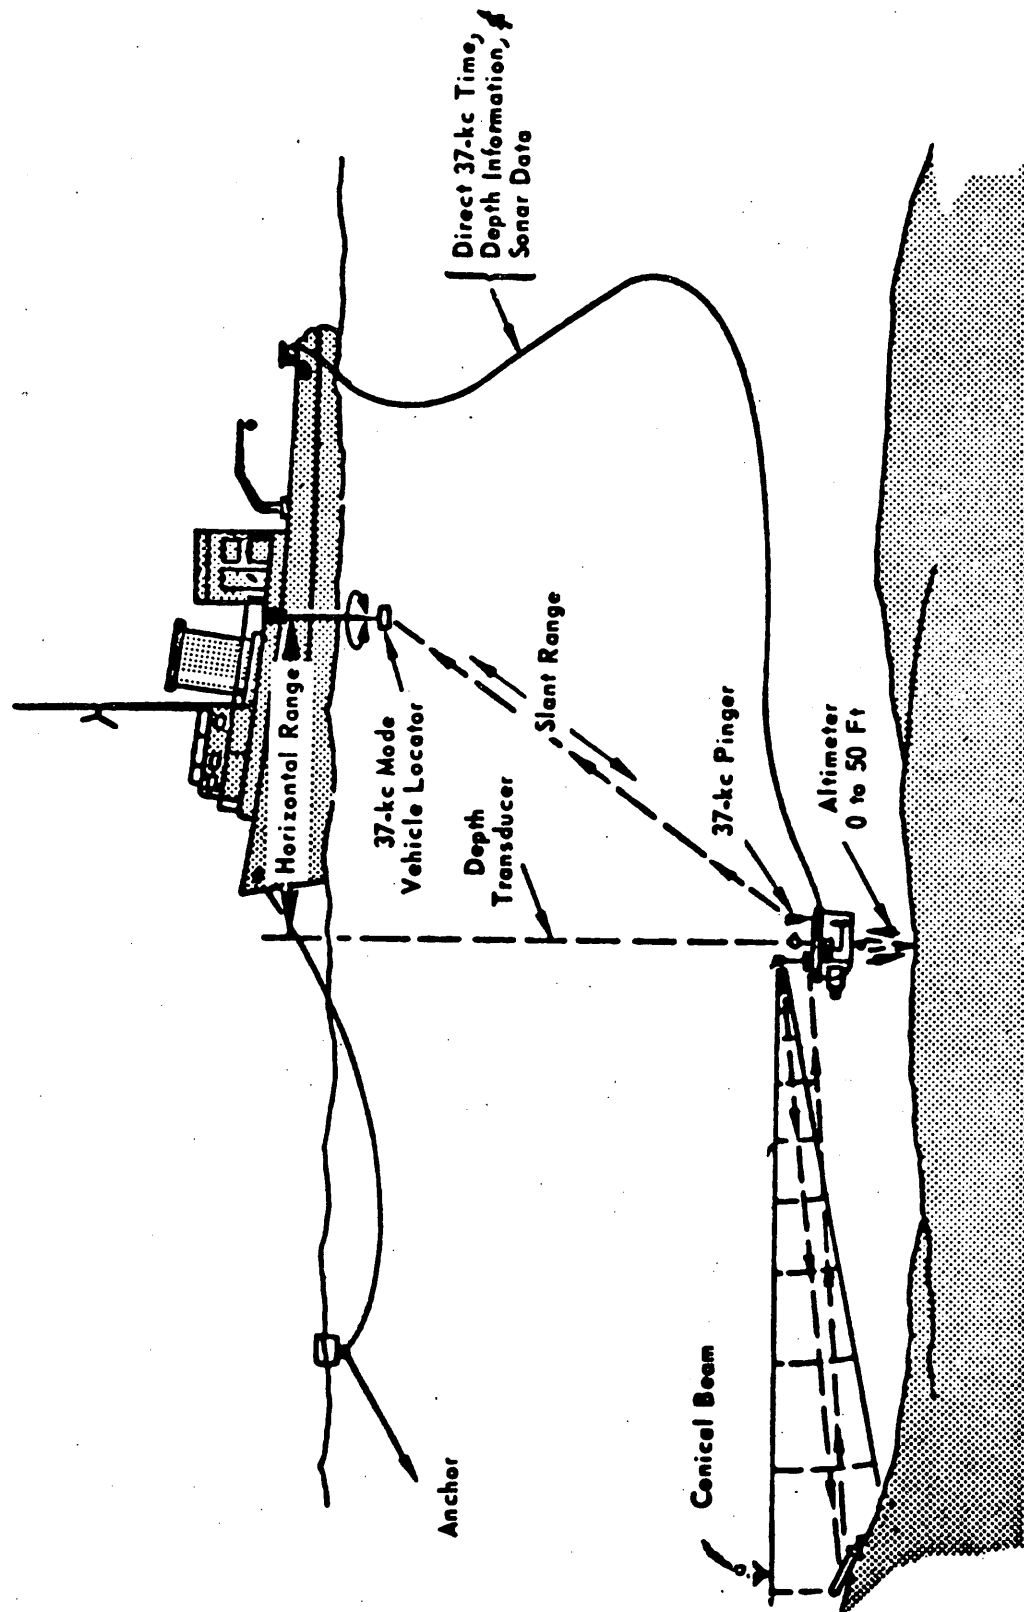 Direct 37-kc Time,
Depth Information, &
Sonar Data
Horizontal Range
37-kc Mode
Vehicle Locator
Depth
Transducer
Slant Range
37-kc Pinger
Altimeter
0 to 50 Ft
Anchor
Conical Beam